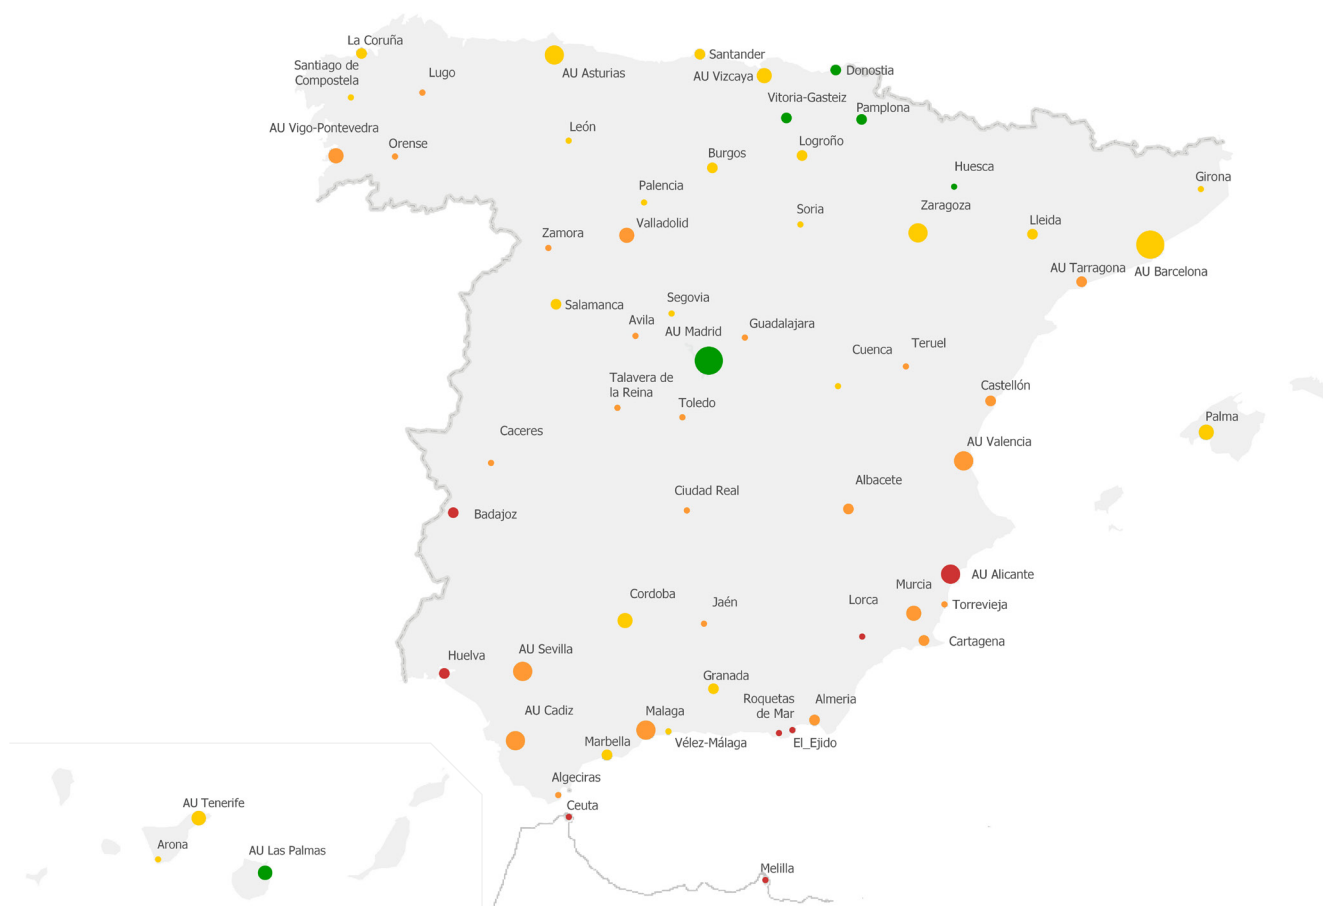 La Coruña
Santander
Donostia
Santiago de
Compostela
Lugo
AU Asturias
AU Vizcaya
Vitoria-Gasteiz
Pamplona
AU Vigo-Pontevedra
Orense
León
Burgos
Logroño
Huesca
Girona
Palencia
Soria
Zaragoza
Lleida
Valladolid
Zamora
AU Tarragona
AU Barcelona
Salamanca
Segovia
Avila
AU Madrid
Guadalajara
Cuenca
Teruel
Talavera de
la Reina
Toledo
Castellón
Palma
Caceres
AU Valencia
Badajoz
Ciudad Real
Albacete
AU Alicante
Cordoba
Jaén
Lorca
Murcia
Torrevieja
Cartagena
Huelva
AU Sevilla
Granada
Roquetas
de Mar
Almeria
AU Cadiz
Malaga
Marbella
Vélez-Málaga
El_Ejido
Algeciras
Ceuta
AU Tenerife
Arona
AU Las Palmas
Melilla